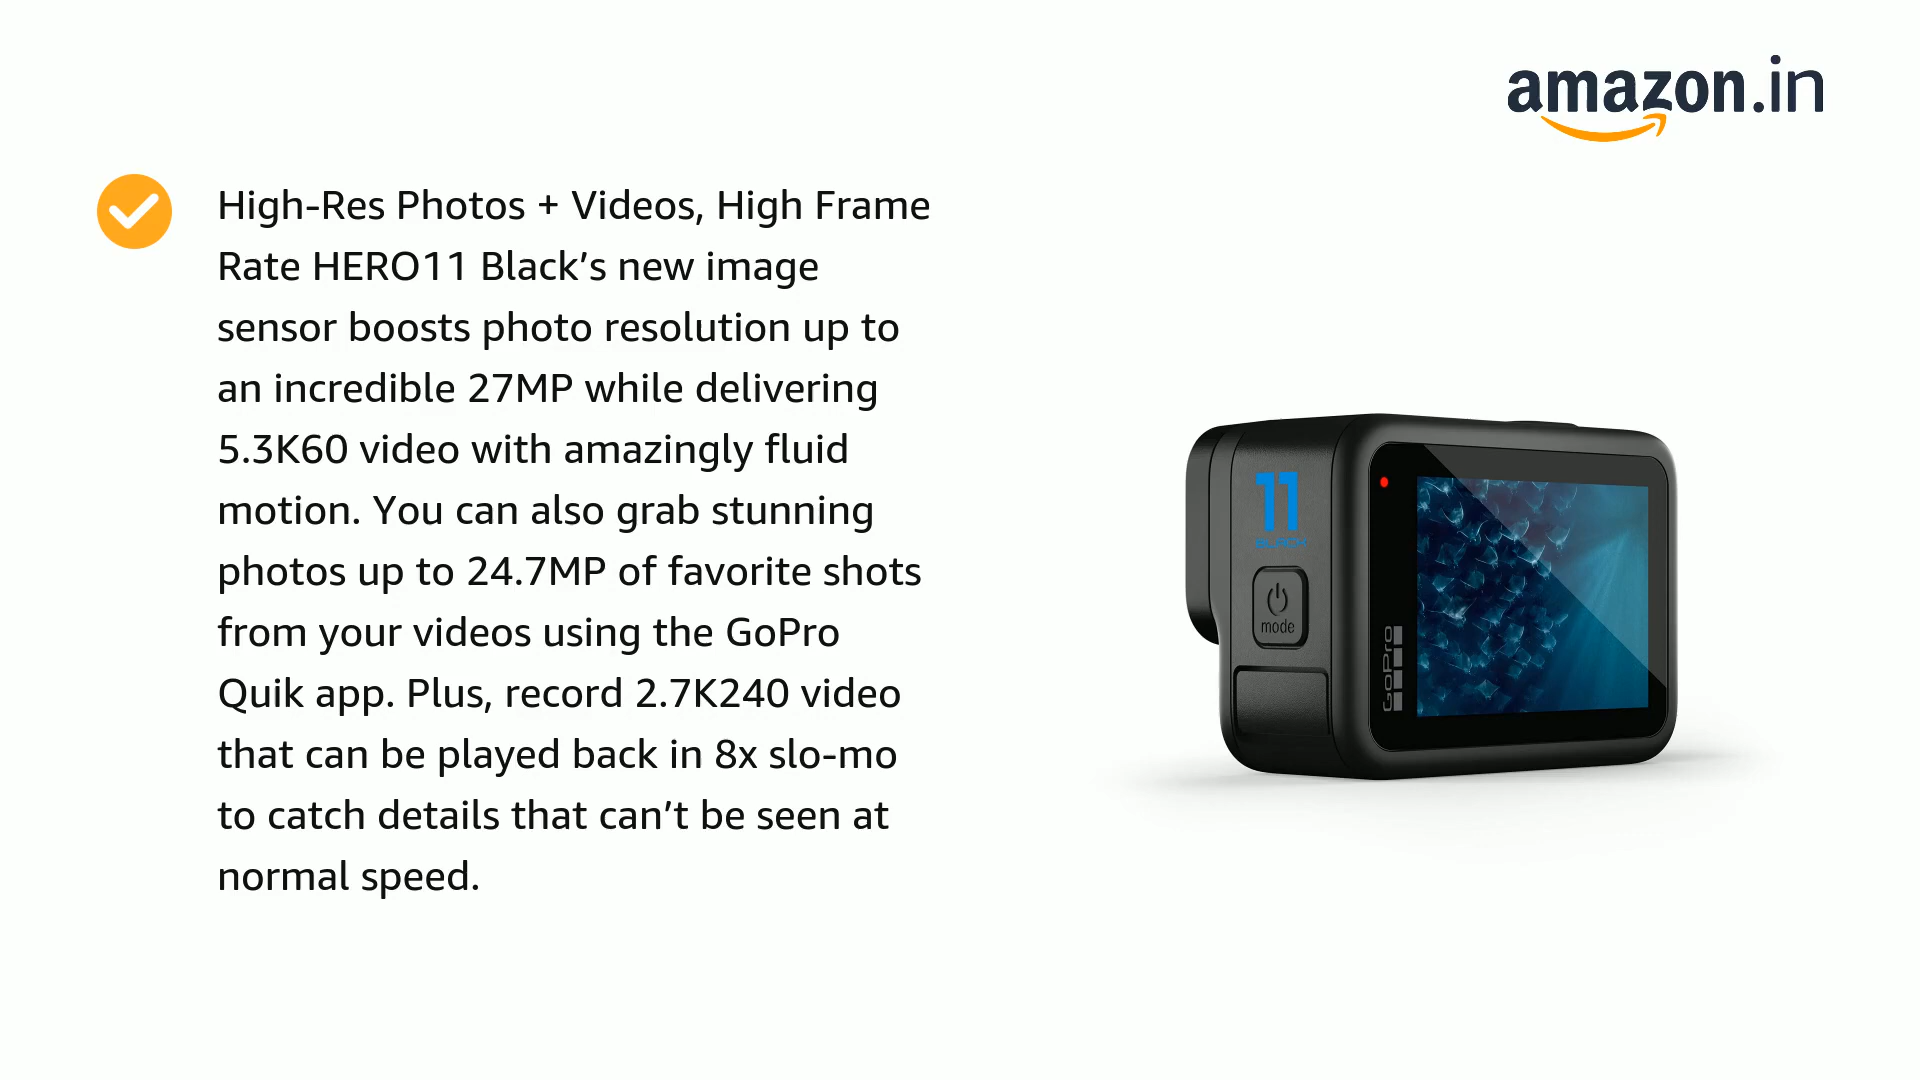 amazon.in
High-Res Photos + Videos, High Frame
Rate HERO11 Black’s new image
sensor boosts photo resolution up to
an incredible 27MP while delivering
5.3K60 video with amazingly fluid
motion. You can also grab stunning
photos up to 24.7MP of favorite shots
from your videos using the GoPro
Quik app. Plus, record 2.7K240 video
that can be played back in 8x slo-mo
to catch details that can’t be seen at
normal speed.
11
BLACK
mode
GoPro